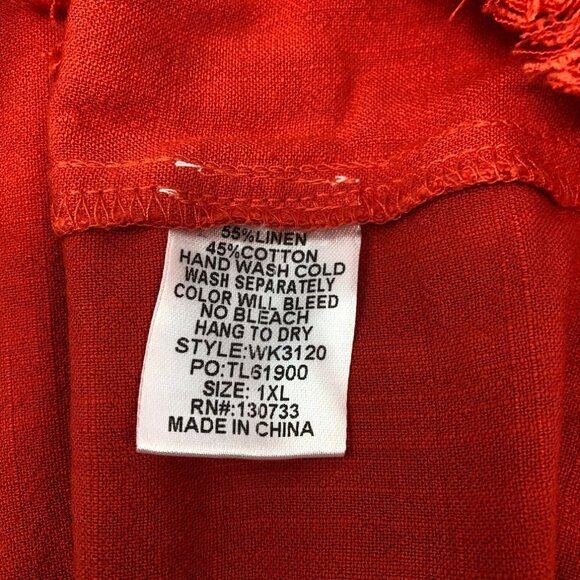 55%LINEN
45%COTTON
HAND WASH COLD
WASH SEPARATELY
COLOR WILL BLEED
NO BLEACH
HANG TO DRY
STYLE:WK3120
PO:TL61900
SIZE: 1XL
RN#:130733
MADE IN CHINA